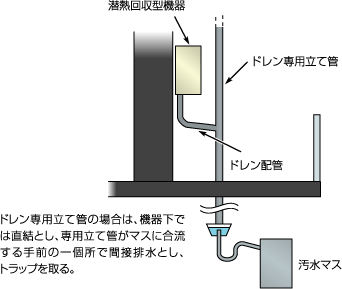 潜熱回収型機器
ドレン専用立て管
ドレン配管
ドレン専用立て管の場合は、機器下で
は直結とし、専用立て管がマスに合流
する手前の一個所で間接排水とし、
トラップを取る。
汚水マス